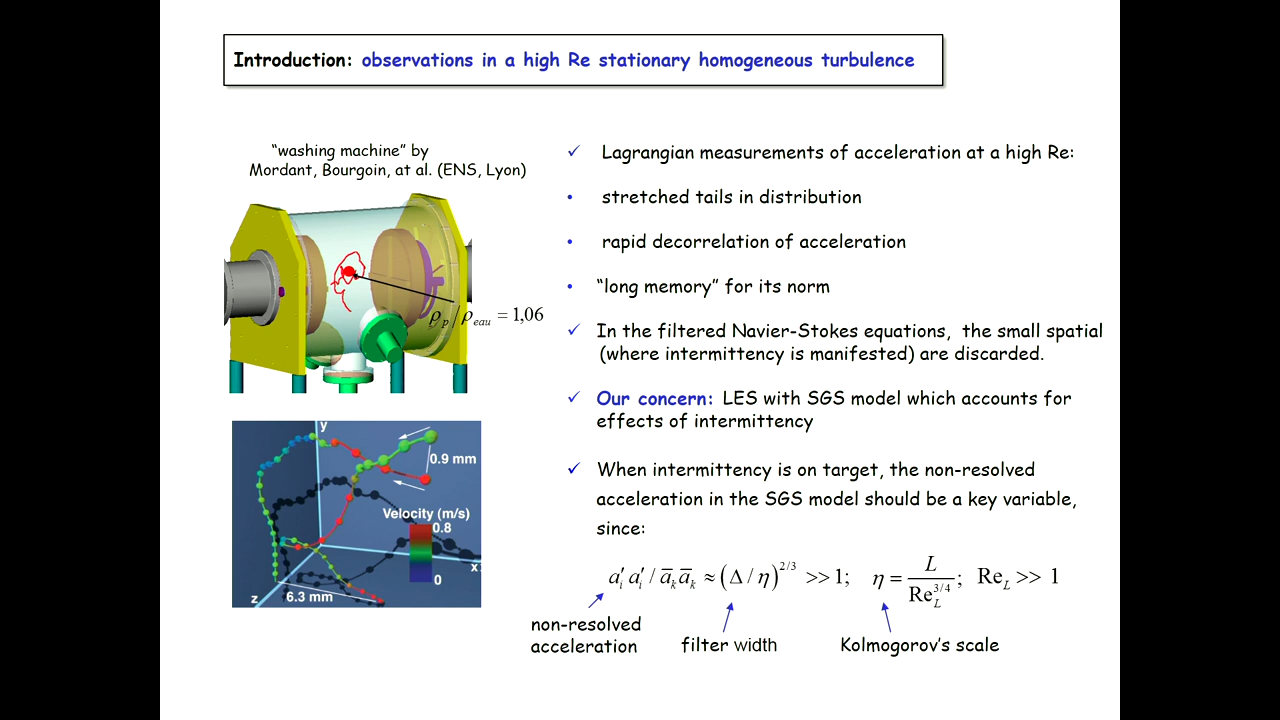 Introduction: observations in a high Re stationary homogeneous turbulence
“washing machine” by
Mordant, Bourgoin, at al. (ENS, Lyon)
ρp/ρeau = 1,06
y
0.9 mm
Velocity (m/s)
0.8
0
x
z
6.3 mm
✓ Lagrangian measurements of acceleration at a high Re:
• stretched tails in distribution
• rapid decorrelation of acceleration
• “long memory” for its norm
✓ In the filtered Navier-Stokes equations, the small spatial
(where intermittency is manifested) are discarded.
✓ Our concern: LES with SGS model which accounts for
effects of intermittency
✓ When intermittency is on target, the non-resolved
acceleration in the SGS model should be a key variable,
since:
a′i a′i / āk āk ≈ (Δ / η)^2/3 >> 1; η = L / ReL^3/4; ReL >> 1
non-resolved
acceleration
filter width
Kolmogorov’s scale